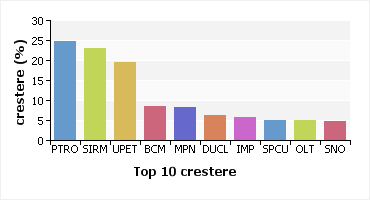 crestere (%)
30
25
20
15
10
5
0
PTRO SIRM UPET BCM MPN DUCL IMP SPCU OLT SNO
Top 10 crestere